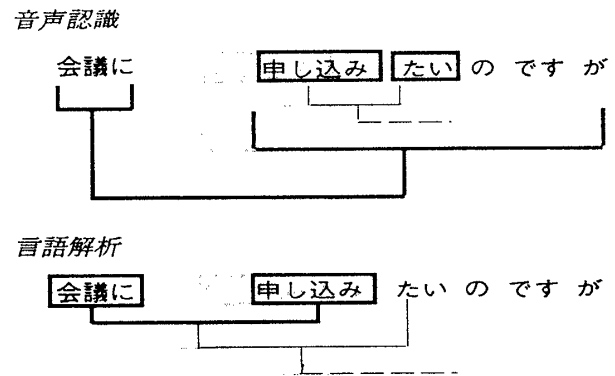 音声認識
会議に 申し込み たい の です が
言語解析
会議に 申し込み たい の です が